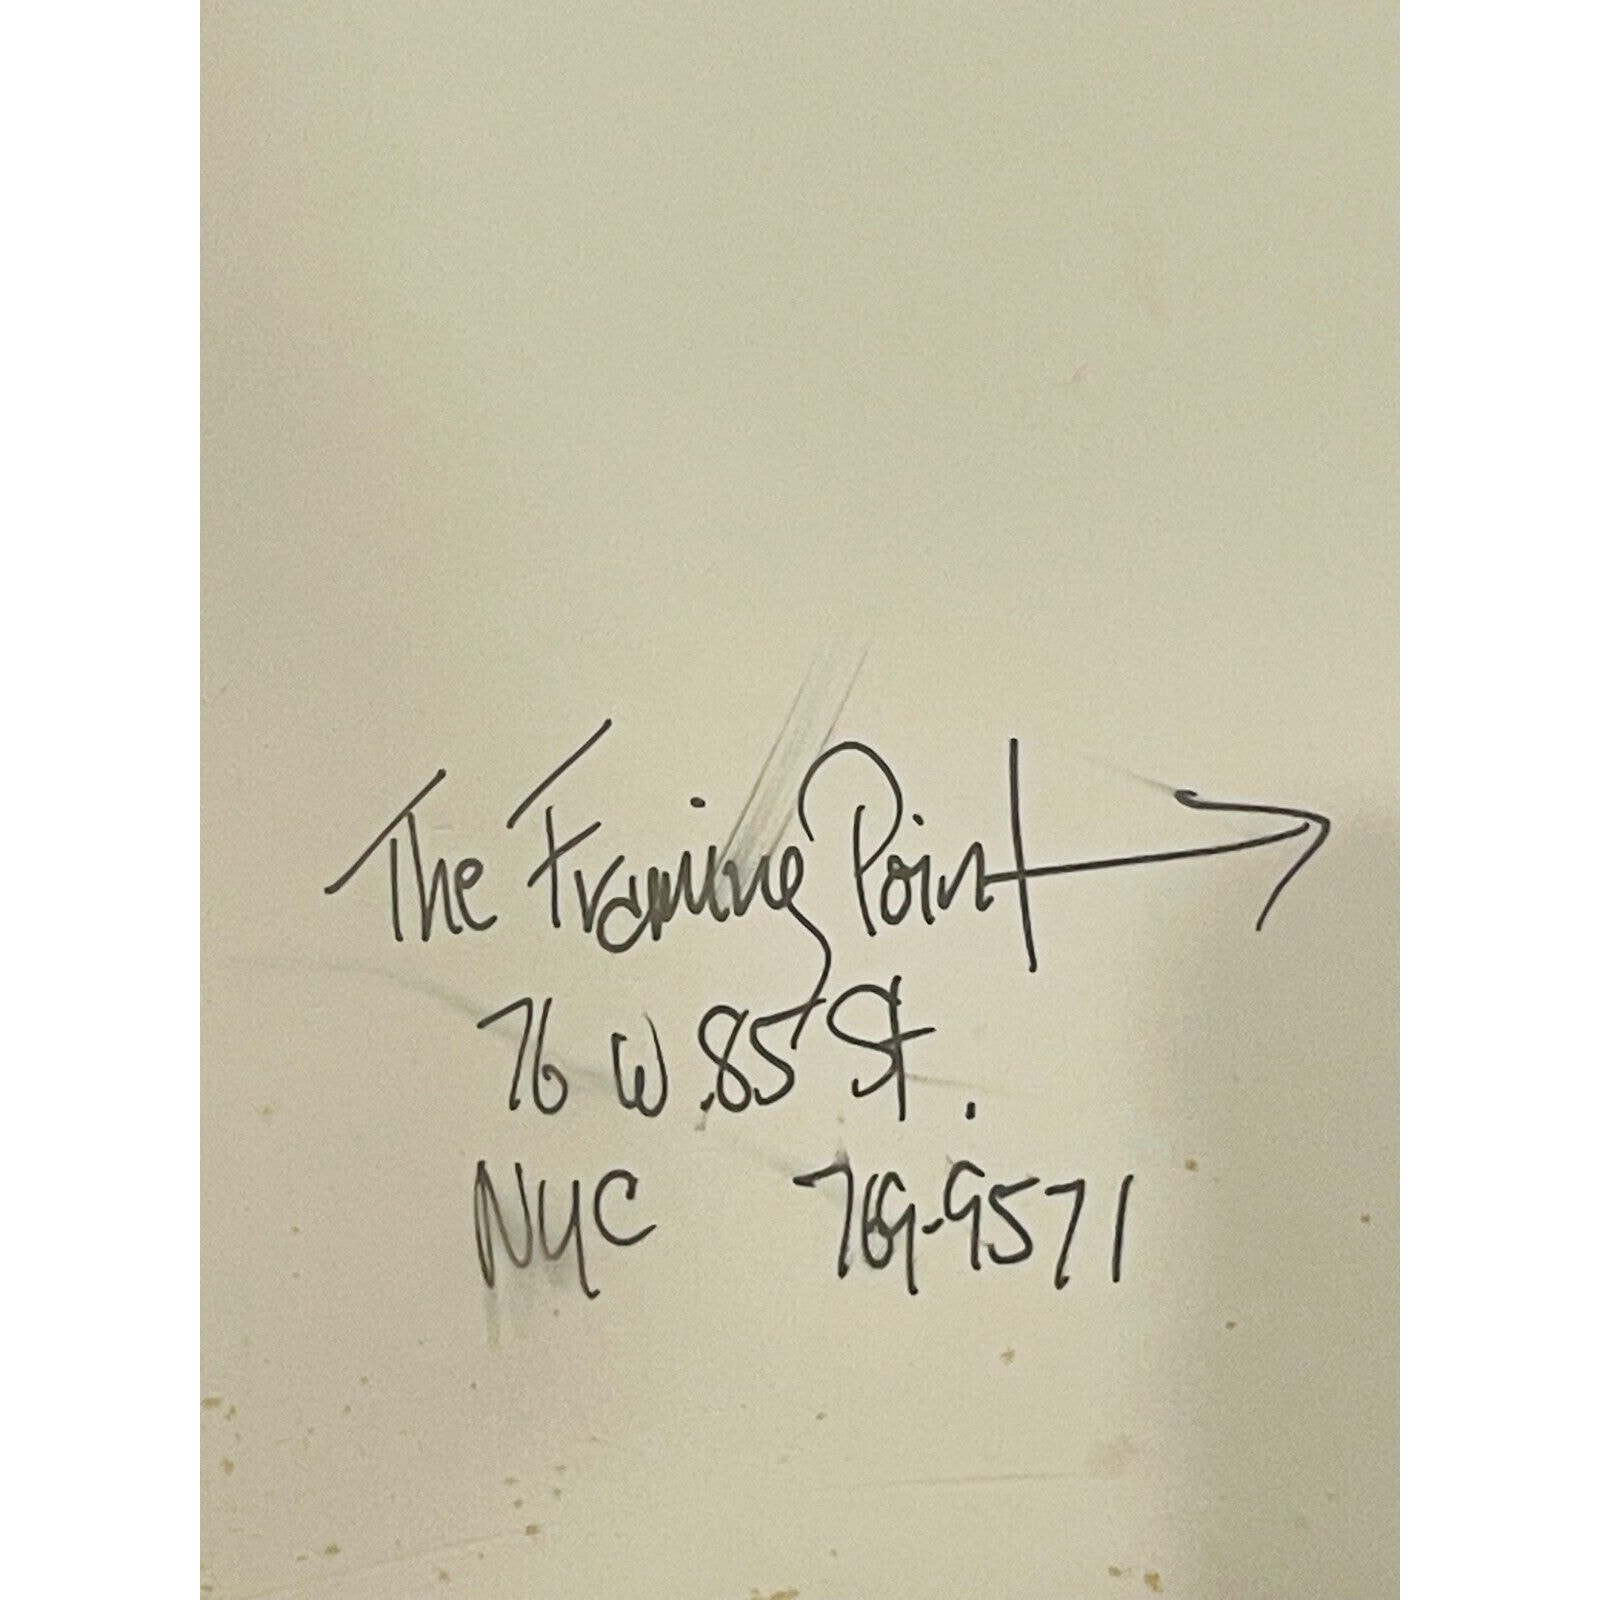 The Framing Point
76 W. 85 St.
NYC 769-9571